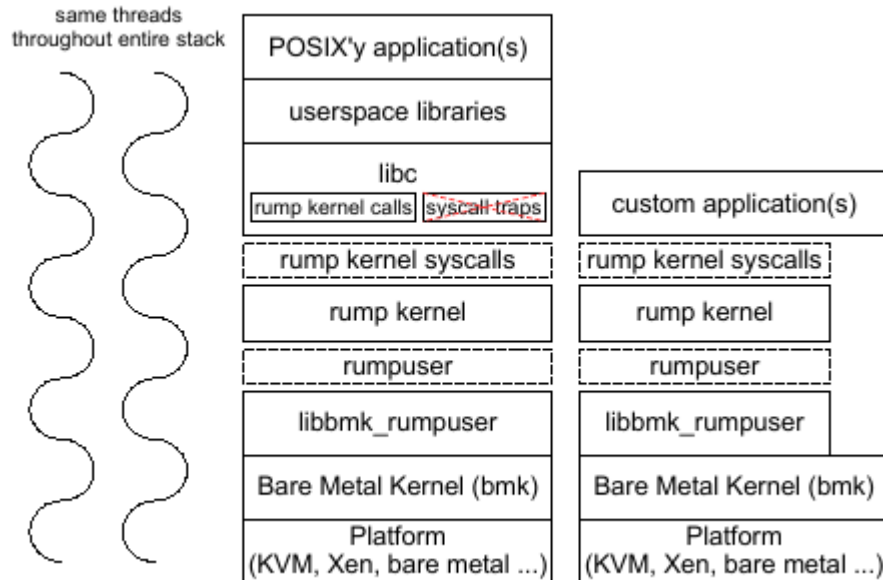 same threads
throughout entire stack
POSIX'y application(s)
userspace libraries
libc
rump kernel calls
syscall traps
rump kernel syscalls
rump kernel
rumpuser
libbmk_rumpuser
Bare Metal Kernel (bmk)
Platform
(KVM, Xen, bare metal ...)
custom application(s)
rump kernel syscalls
rump kernel
rumpuser
libbmk_rumpuser
Bare Metal Kernel (bmk)
Platform
(KVM, Xen, bare metal ...)